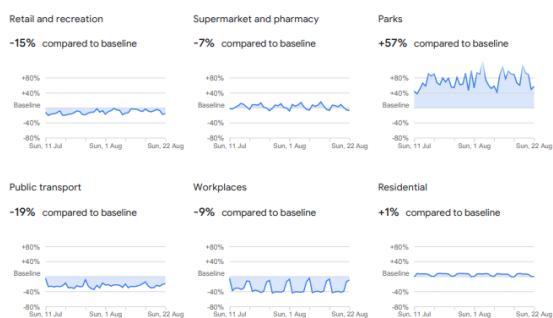 Retail and recreation
-15% compared to baseline
+80%
+40%
Baseline
-40%
-80%
Sun, 11 Jul Sun, 1 Aug Sun, 22 Aug
Supermarket and pharmacy
-7% compared to baseline
+80%
+40%
Baseline
-40%
-80%
Sun, 11 Jul Sun, 1 Aug Sun, 22 Aug
Parks
+57% compared to baseline
+80%
+40%
Baseline
-40%
-80%
Sun, 11 Jul Sun, 1 Aug Sun, 22 Aug
Public transport
-19% compared to baseline
+80%
+40%
Baseline
-40%
-80%
Sun, 11 Jul Sun, 1 Aug Sun, 22 Aug
Workplaces
-9% compared to baseline
+80%
+40%
Baseline
-40%
-80%
Sun, 11 Jul Sun, 1 Aug Sun, 22 Aug
Residential
+1% compared to baseline
+80%
+40%
Baseline
-40%
-80%
Sun, 11 Jul Sun, 1 Aug Sun, 22 Aug